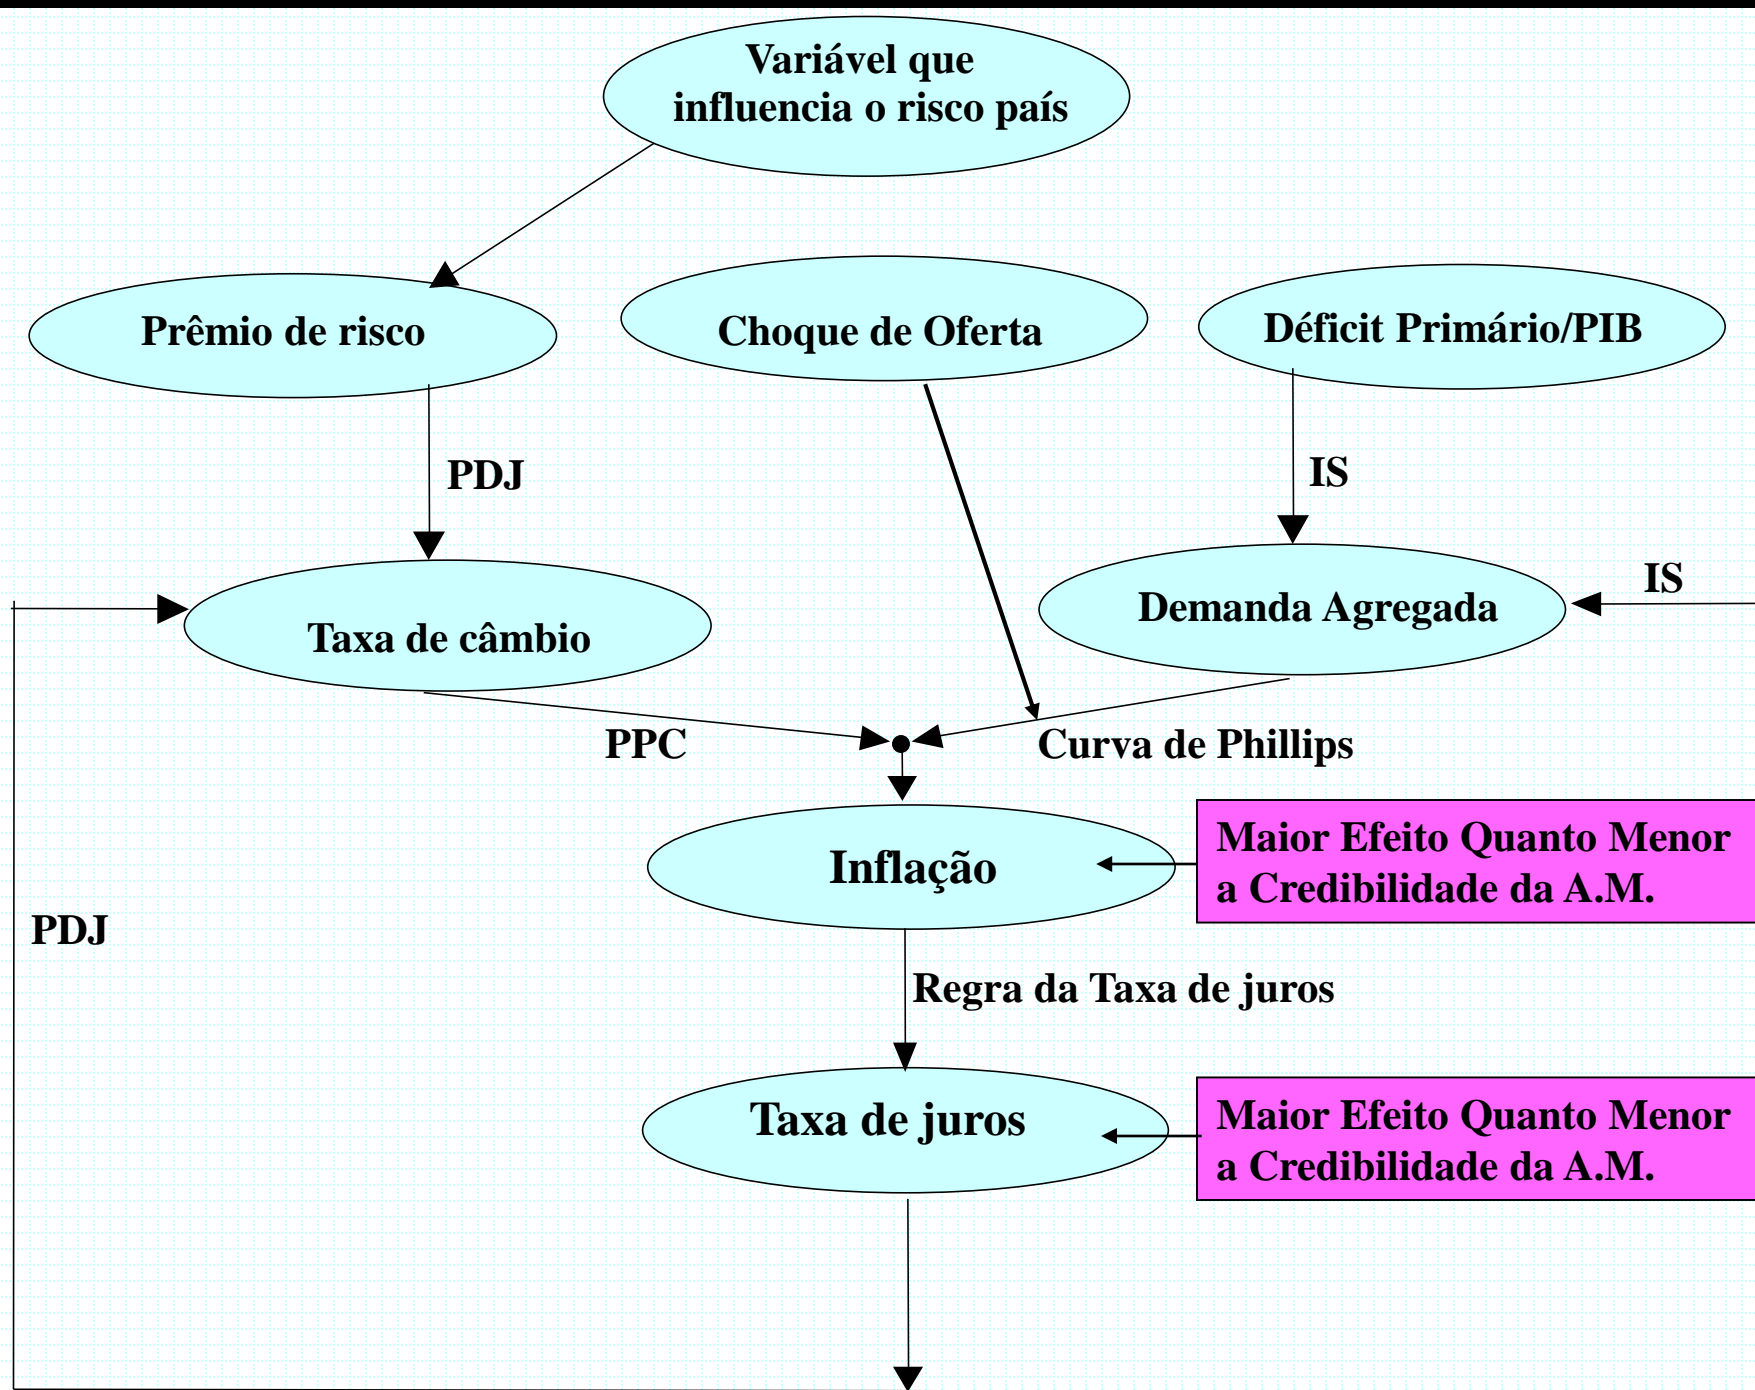 Variável que
influencia o risco país
Prêmio de risco
Choque de Oferta
Déficit Primário/PIB
PDJ
IS
IS
Taxa de câmbio
Demanda Agregada
PPC
Curva de Phillips
Inflação
Maior Efeito Quanto Menor
a Credibilidade da A.M.
PDJ
Regra da Taxa de juros
Taxa de juros
Maior Efeito Quanto Menor
a Credibilidade da A.M.